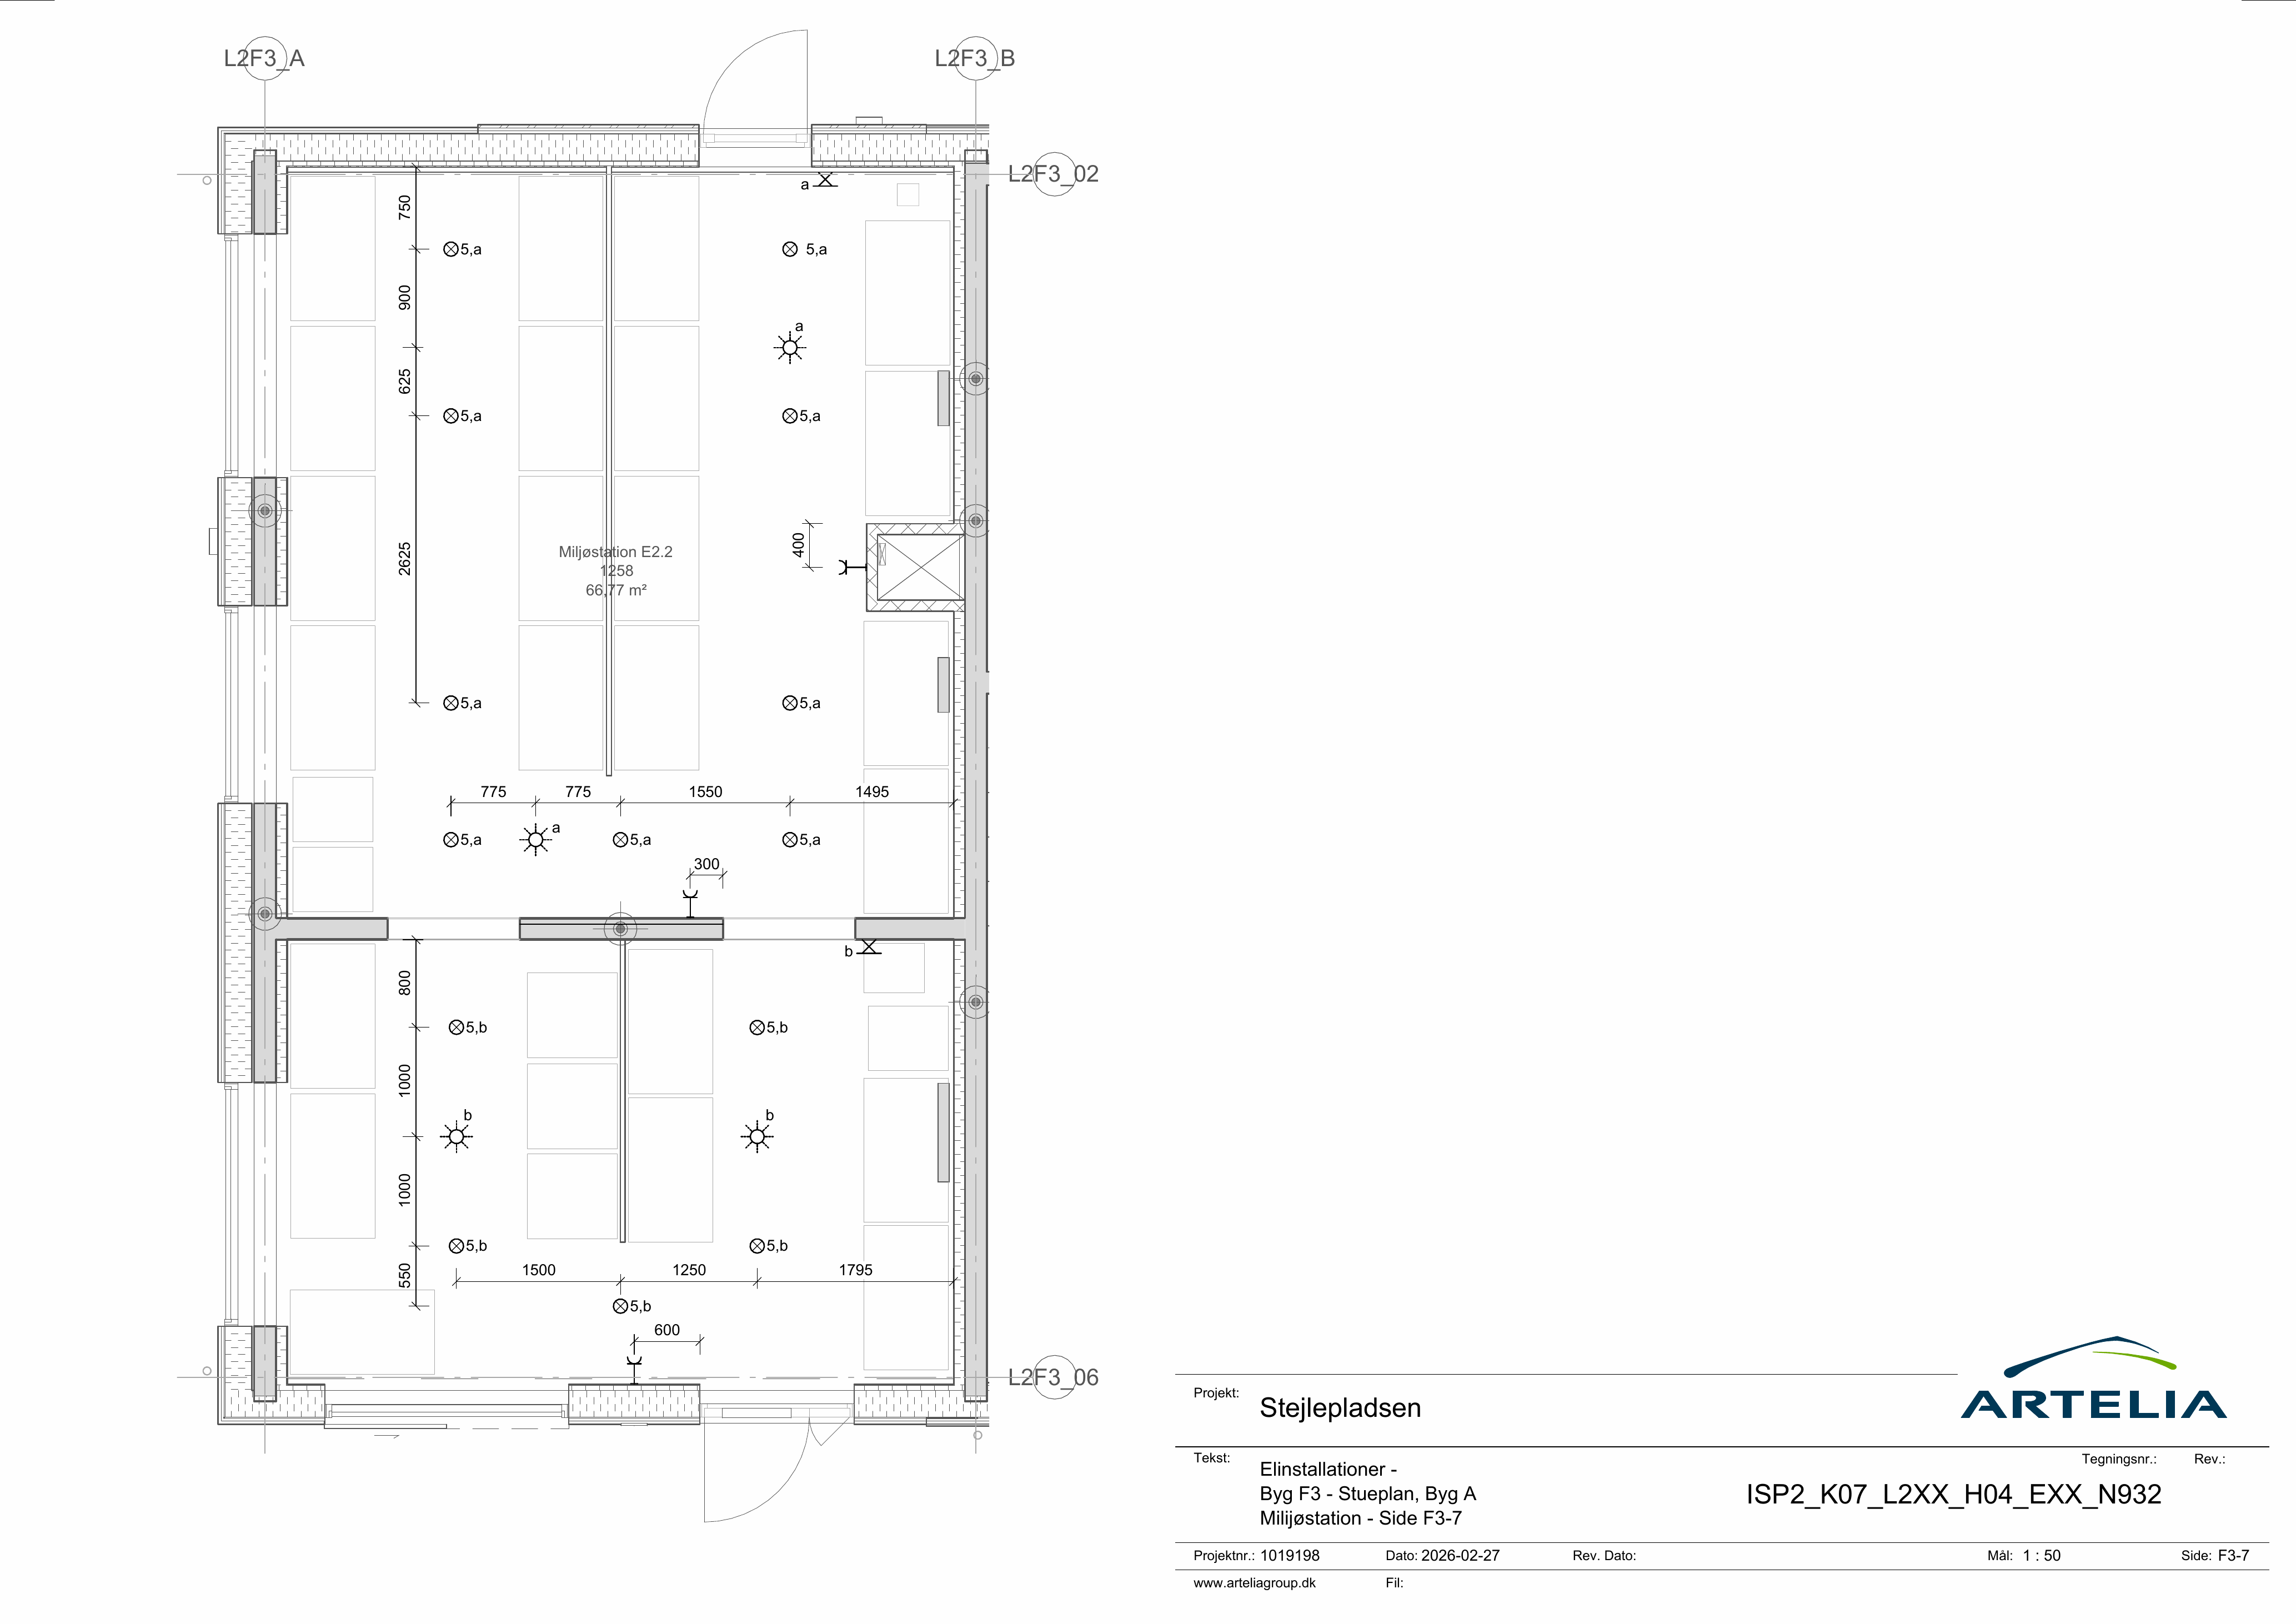 L2F3_A
L2F3_B
L2F3_02
a
750
5,a
5,a
900
a
625
5,a
5,a
400
Miljøstation E2.2
1258
66,77 m²
2625
5,a
5,a
775
775
1550
1495
5,a
a
5,a
5,a
300
b
800
5,b
5,b
1000
b
b
1000
5,b
5,b
550
1500
1250
1795
5,b
600
L2F3_06
ARTELIA
Projekt:
Stejlepladsen
Tekst:
Elinstallationer -
Byg F3 - Stueplan, Byg A
Milijøstation - Side F3-7
Tegningsnr.:
Rev.:
ISP2_K07_L2XX_H04_EXX_N932
Projektnr.: 1019198
Dato: 2026-02-27
Rev. Dato:
Mål: 1 : 50
Side: F3-7
www.arteliagroup.dk
Fil: